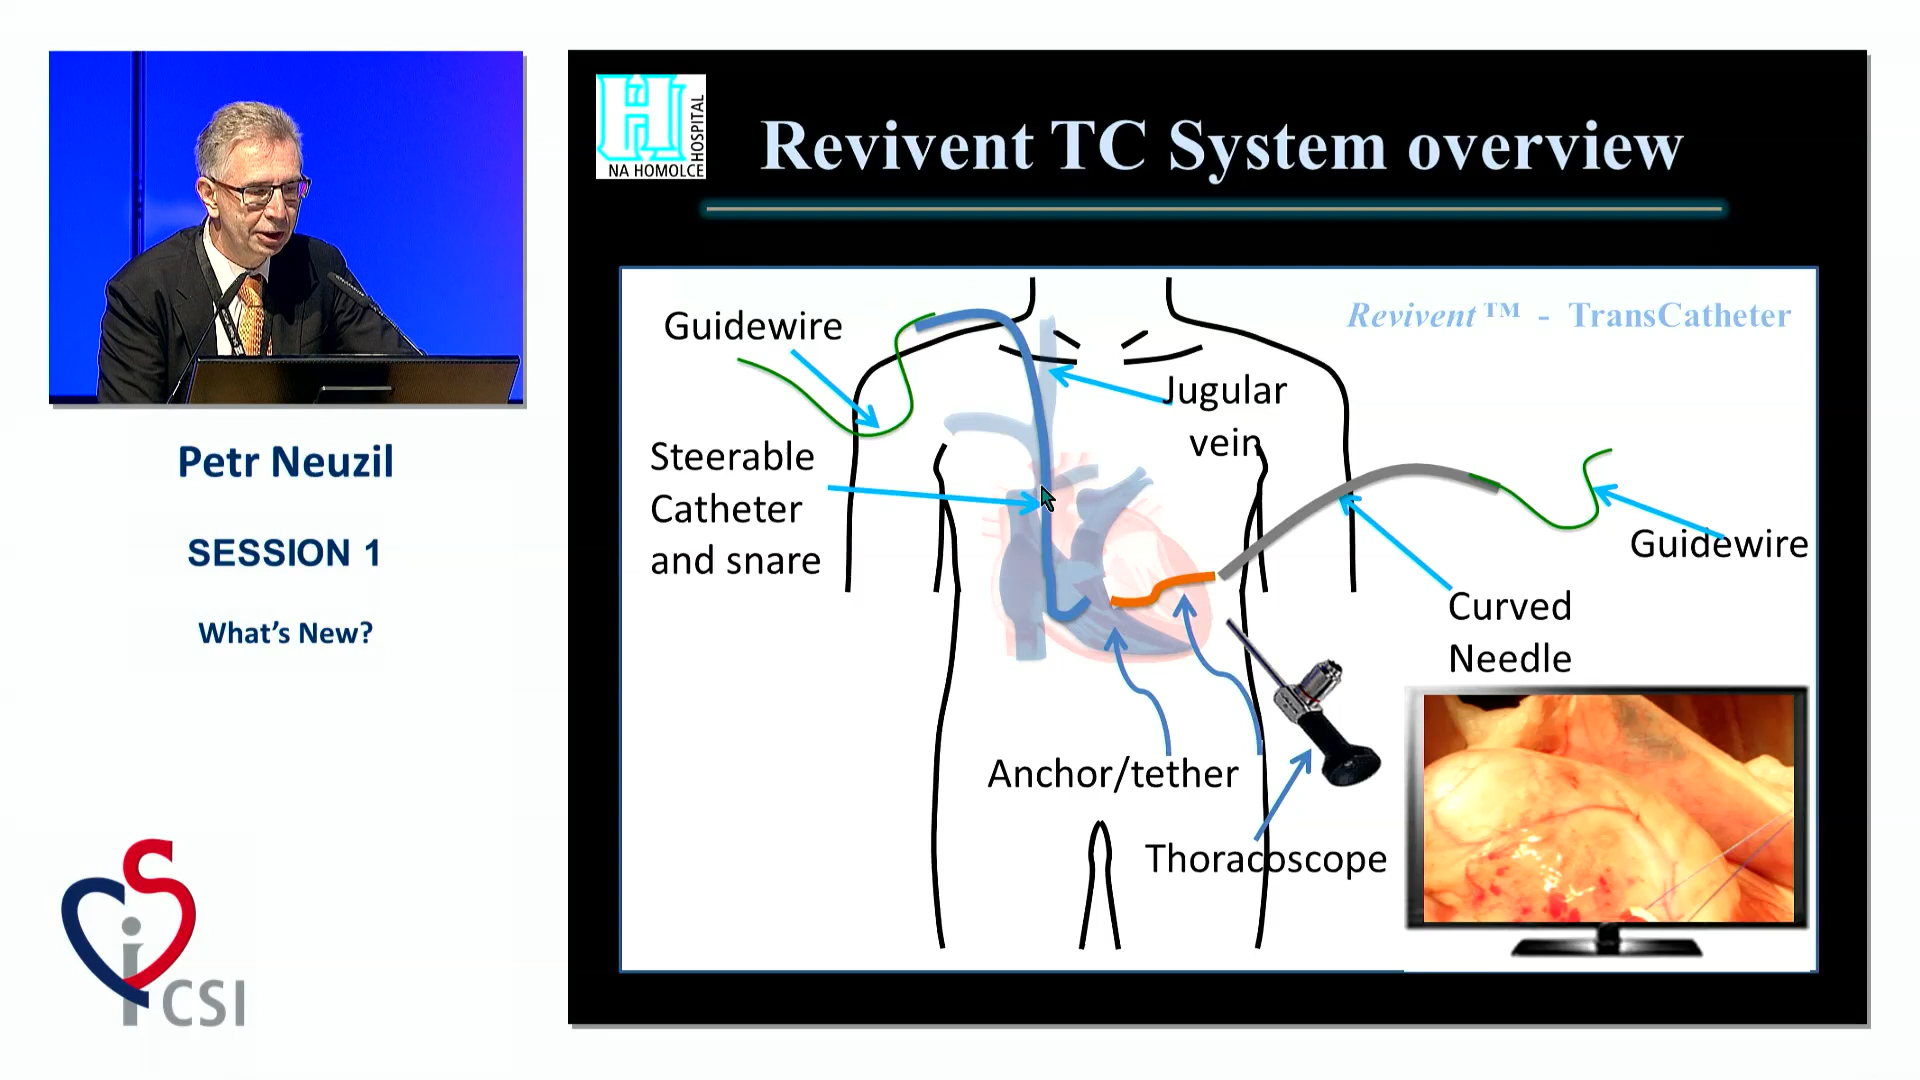 H
NA HOMOLCE
HOSPITAL
Revivent TC System overview
Revivent™ - TransCatheter
Guidewire
Jugular
vein
Steerable
Catheter
and snare
Guidewire
Curved
Needle
Anchor/tether
Thoracoscope
Petr Neuzil
SESSION 1
What's New?
iCSI